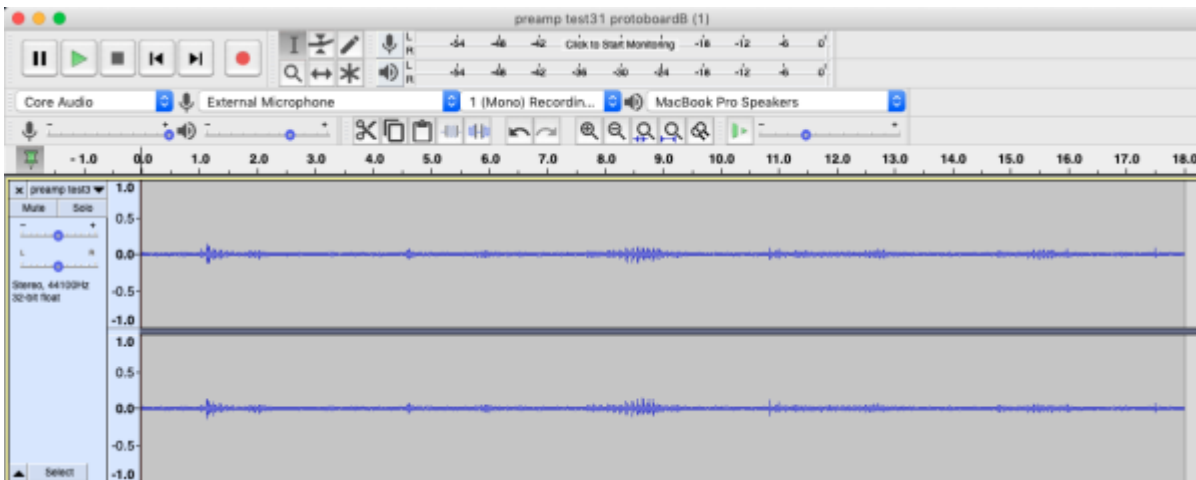 preamp test31 protoboardB (1)
L
R
-54 -48 -42 Click to Start Monitoring -18 -12 -6 0
L
R
-54 -48 -42 -36 -30 -24 -18 -12 -6 0
Core Audio External Microphone 1 (Mono) Recordin... MacBook Pro Speakers
- + - + - +
- 1.0 0.0 1.0 2.0 3.0 4.0 5.0 6.0 7.0 8.0 9.0 10.0 11.0 12.0 13.0 14.0 15.0 16.0 17.0 18.0
x preamp test3 1.0
Mute Solo
- + 0.5
L R 0.0
Stereo, 44100Hz
32-bit float
-0.5
-1.0
1.0
0.5
0.0
-0.5
Select -1.0